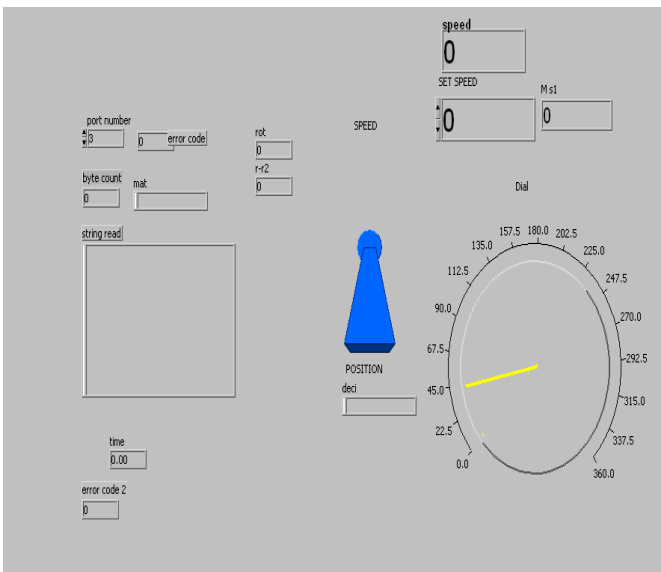 speed
0
SET SPEED
0
M s1
0
port number
3
0
error code
rot
0
SPEED
r-r2
0
byte count
0
mat
Dial
string read
0.0
22.5
45.0
67.5
90.0
112.5
135.0
157.5
180.0
202.5
225.0
247.5
270.0
292.5
315.0
337.5
360.0
POSITION
deci
time
0.00
error code 2
0